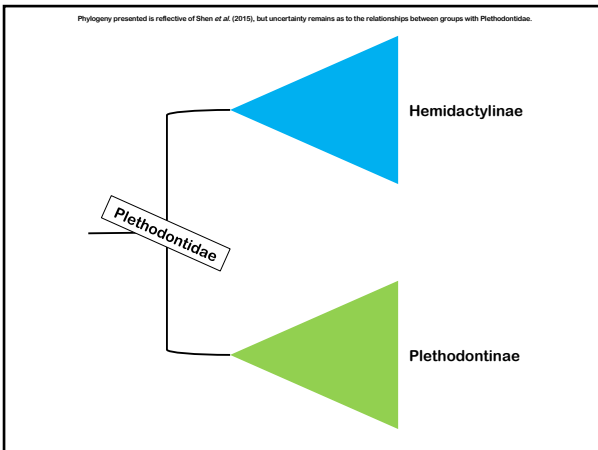 Phylogeny presented is reflective of Shen et al. (2015), but uncertainty remains as to the relationships between groups with Plethodontidae.
Hemidactylinae
Plethodontidae
Plethodontinae